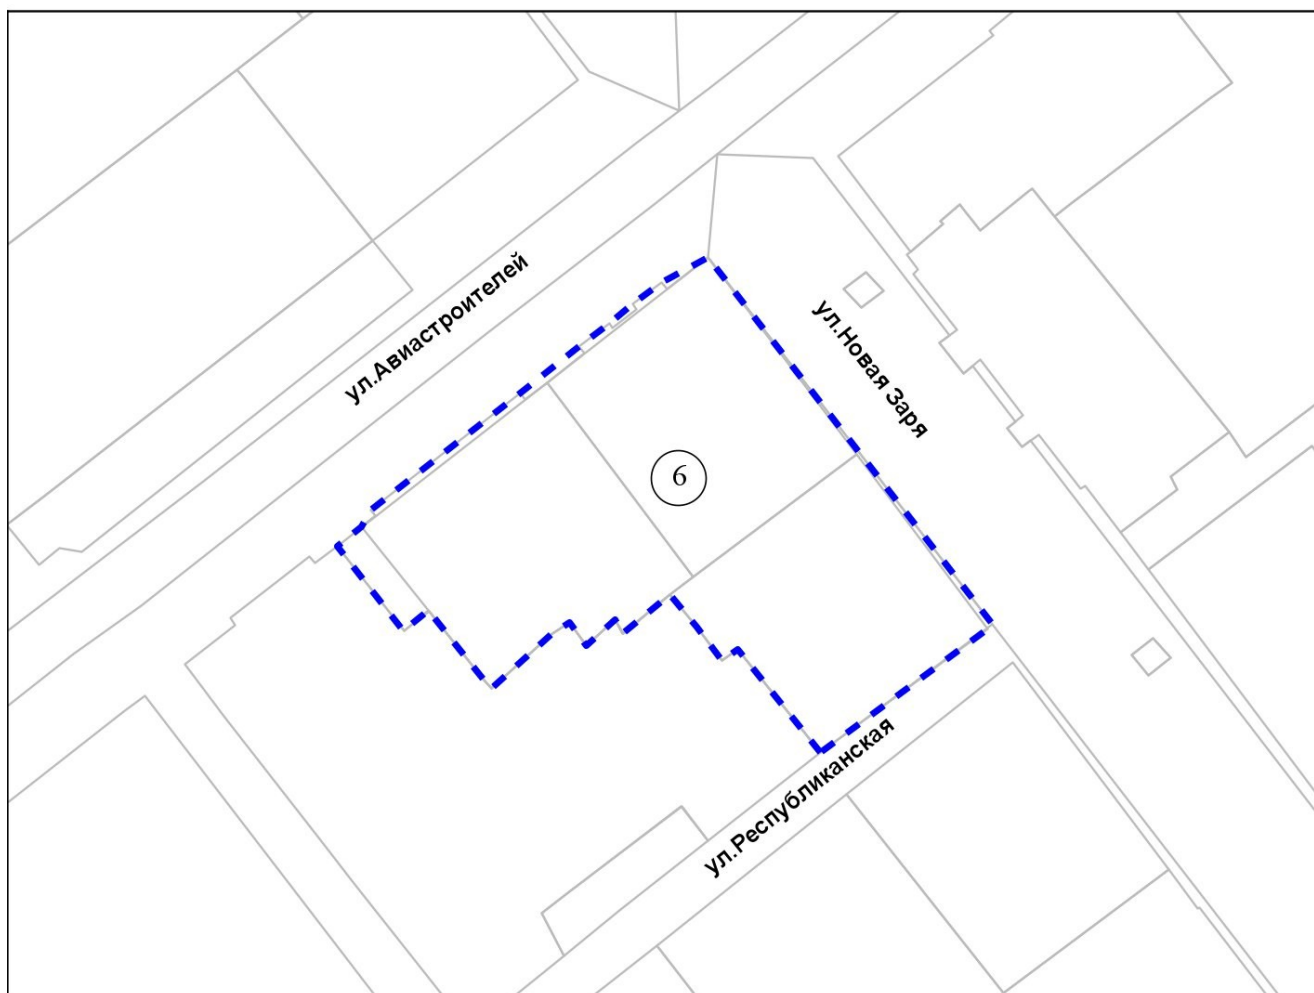 ул.Авиастроителей
ул.Новая Заря
6
ул.Республиканская